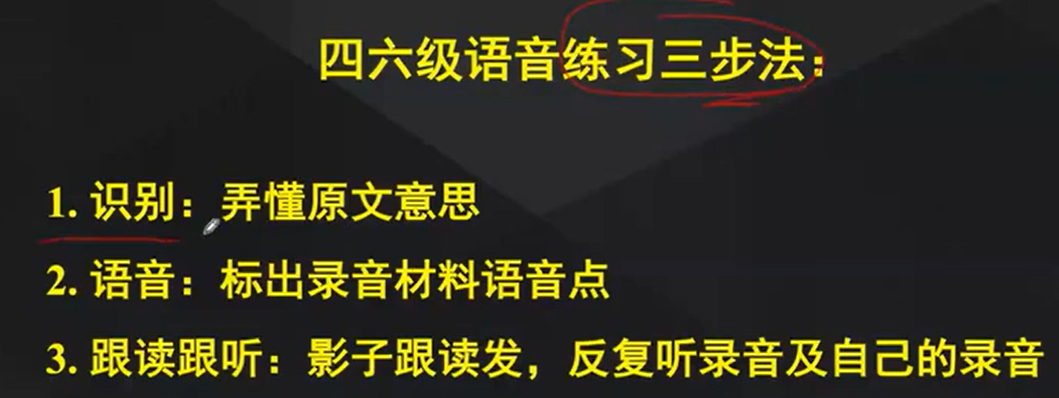 四六级语音练习三步法：
1. 识别：弄懂原文意思
2. 语音：标出录音材料语音点
3. 跟读跟听：影子跟读发，反复听录音及自己的录音